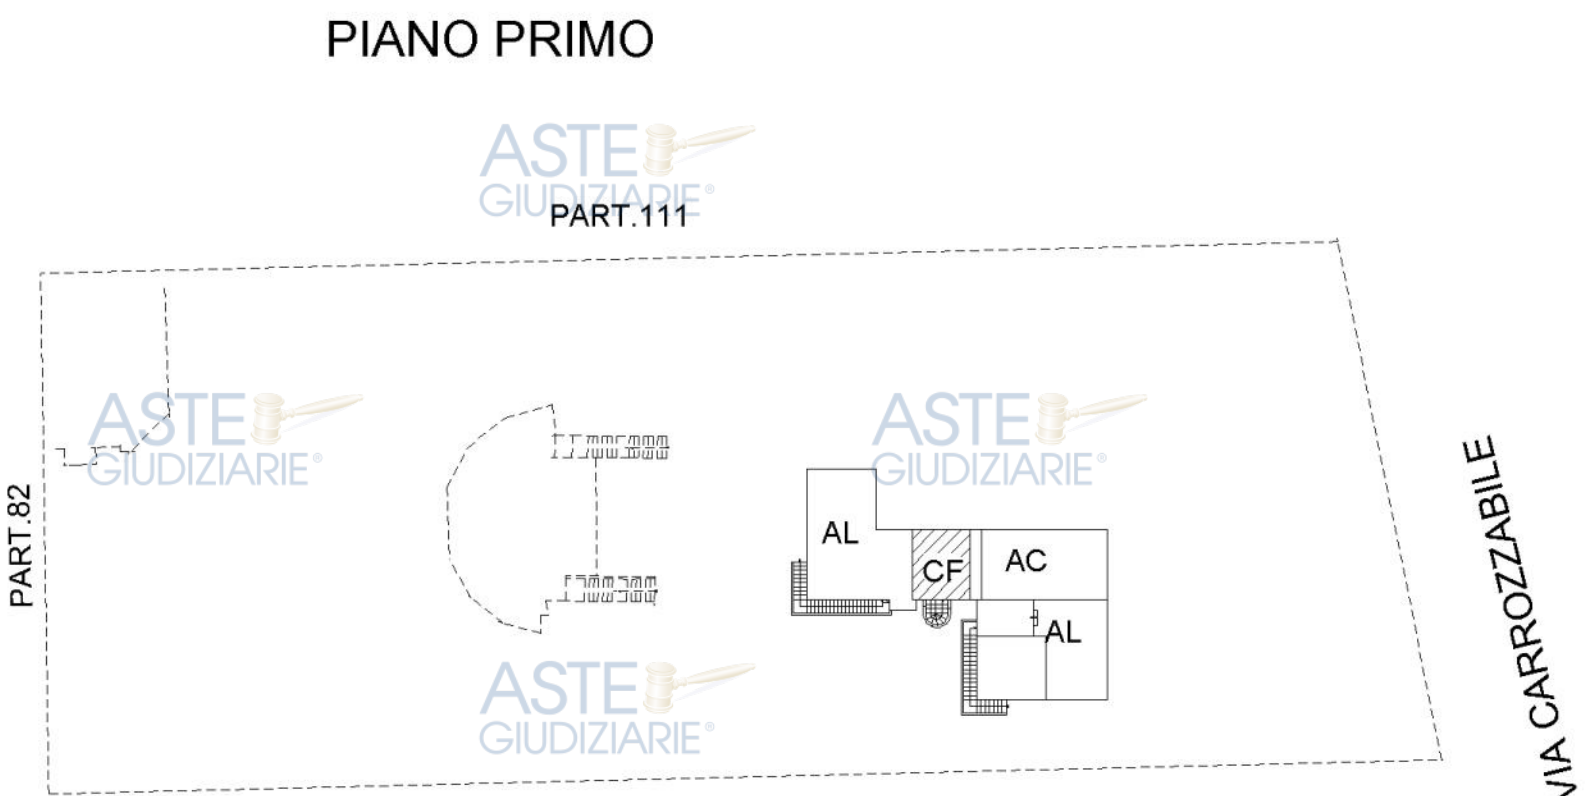 PIANO PRIMO
ASTE
GIUDIZIARIE®
PART.111
ASTE
GIUDIZIARIE®
ASTE
GIUDIZIARIE®
PART.82
AL
CF
AC
AL
VIA CARROZZABILE
ASTE
GIUDIZIARIE®